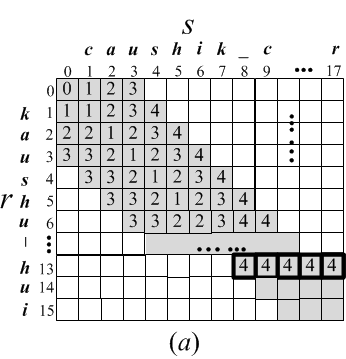 S
c a u s h i k _ c r
0 1 2 3 4 5 6 7 8 9 ... 17
0 0 1 2 3
k 1 1 1 2 3 4
a 2 2 2 1 2 3 4
u 3 3 3 2 1 2 3 4
s 4 3 3 2 1 2 3 4
r h 5 3 2 1 2 3 4
u 6 3 3 2 2 3 4 4
h 13 4 4 4 4 4
u 14
i 15
(a)